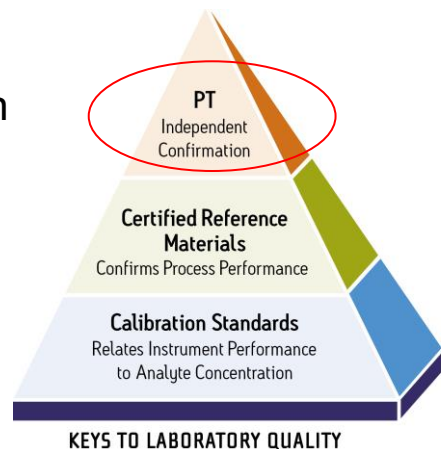 n
PT
Independent
Confirmation
Certified Reference
Materials
Confirms Process Performance
Calibration Standards
Relates Instrument Performance
to Analyte Concentration
KEYS TO LABORATORY QUALITY